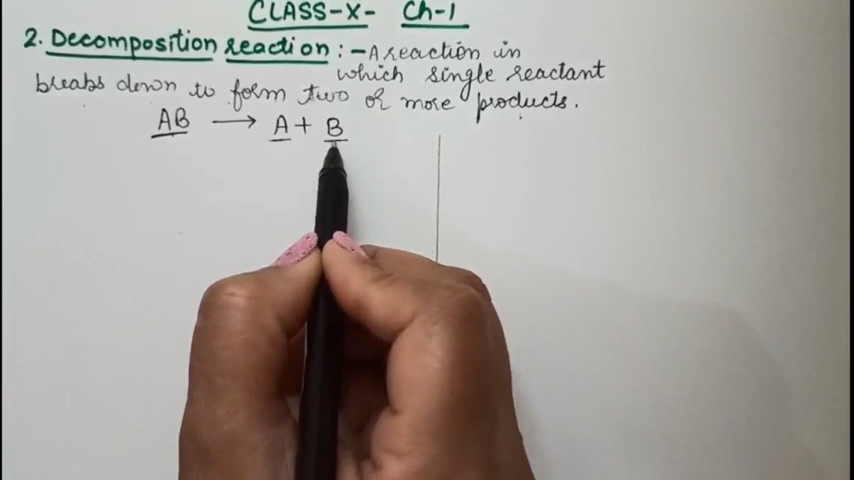 CLASS-X- Ch-1
2. Decomposition reaction :- A reaction in
which single reactant
breaks down to form two or more products.
AB → A + B